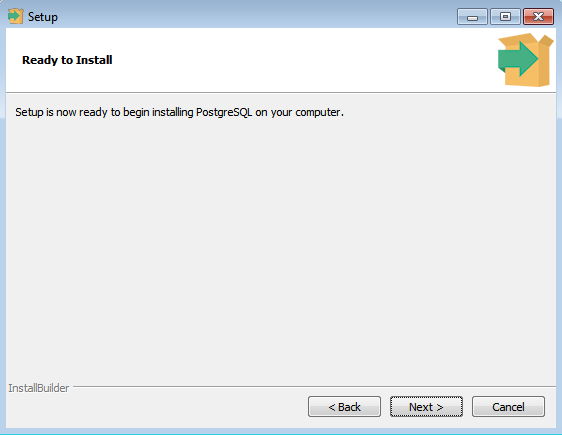 Setup
Ready to Install
Setup is now ready to begin installing PostgreSQL on your computer.
InstallBuilder
< Back
Next >
Cancel